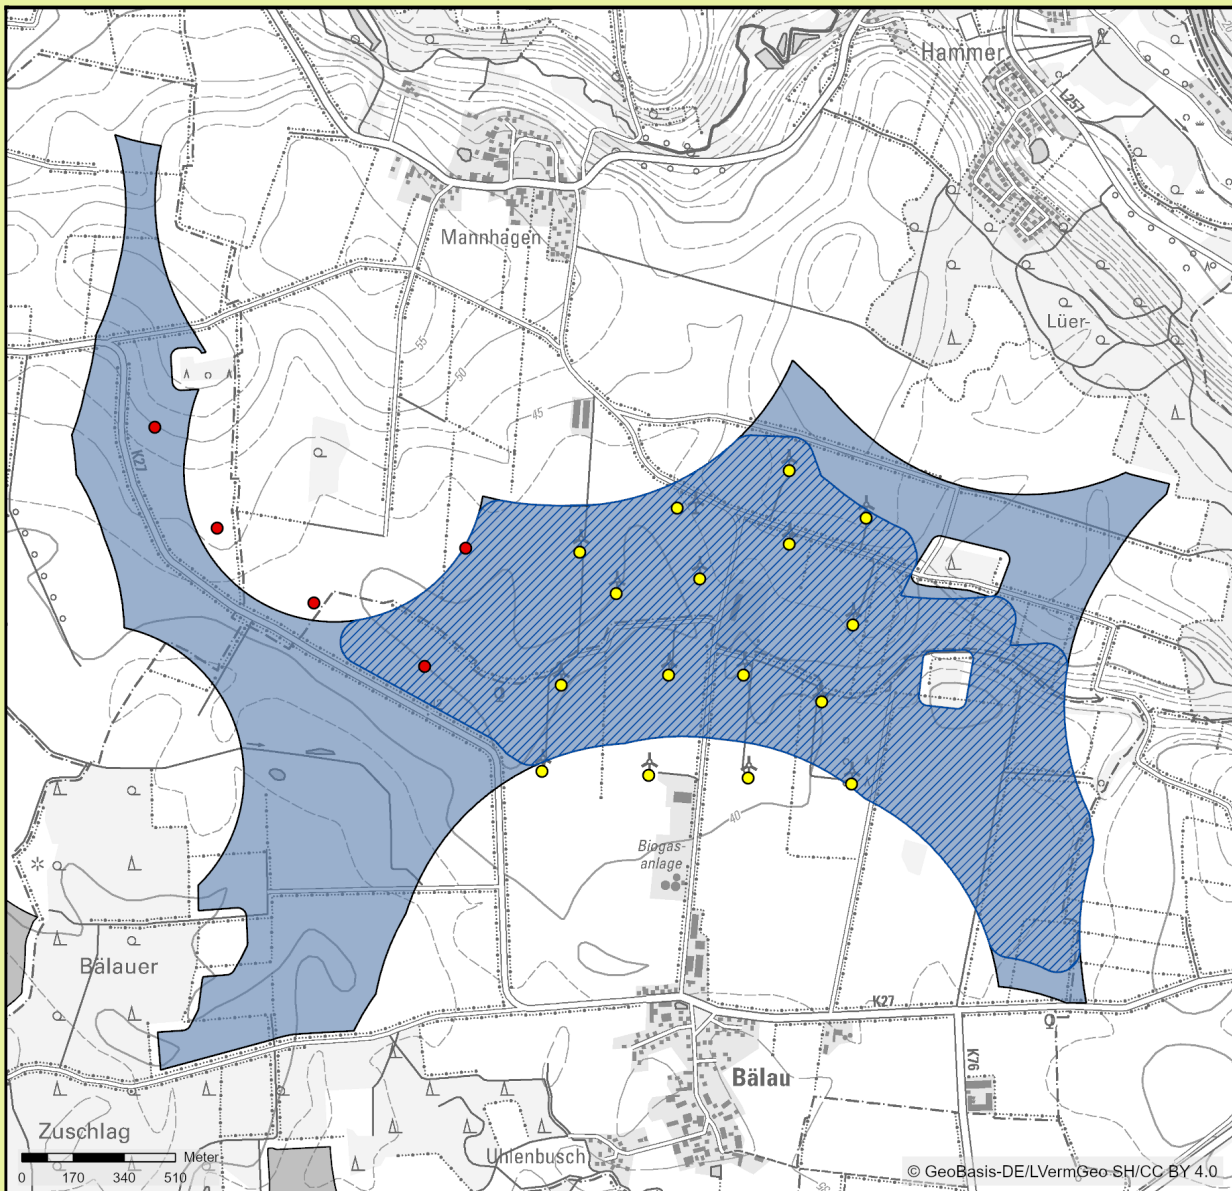 Hammer
L257
Mannhagen
Lüer-
55
50
45
K27
Biogas-
anlage
40
Bälauer
K27
Bälau
K76
Zuschlag
Uhlenbusch
Meter
0 170 340 510
© GeoBasis-DE/LVermGeo SH/CC BY 4.0